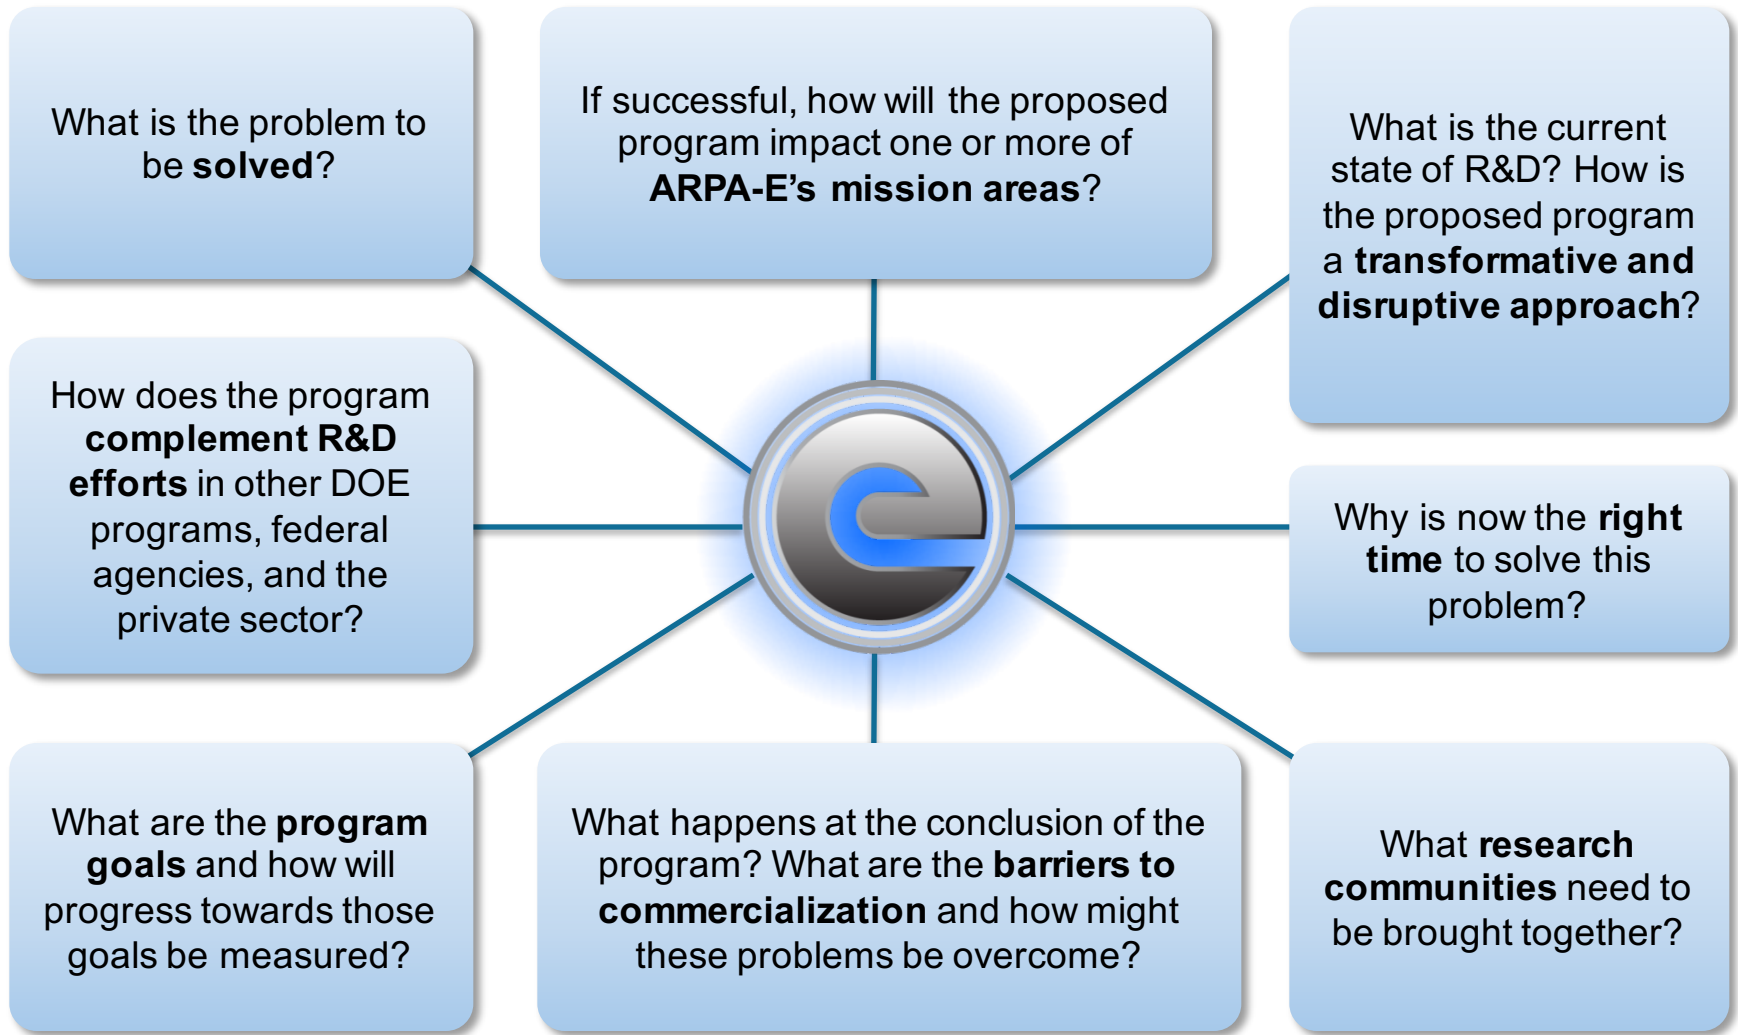 What is the problem to
be solved?
If successful, how will the proposed
program impact one or more of
ARPA-E’s mission areas?
What is the current
state of R&D? How is
the proposed program
a transformative and
disruptive approach?
How does the program
complement R&D
efforts in other DOE
programs, federal
agencies, and the
private sector?
e
Why is now the right
time to solve this
problem?
What are the program
goals and how will
progress towards those
goals be measured?
What happens at the conclusion of the
program? What are the barriers to
commercialization and how might
these problems be overcome?
What research
communities need to
be brought together?